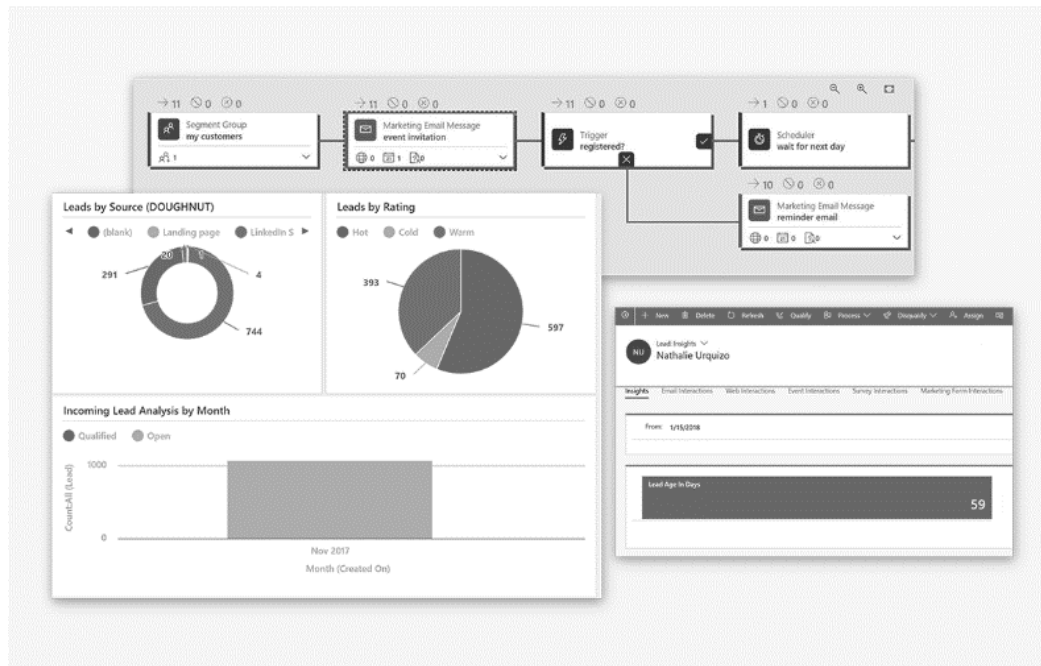 → 11 0 0
Segment Group
my customers
1
→ 11 0 0
Marketing Email Message
event invitation
0 1 0
→ 11 0 0
Trigger
registered?
→ 1 0 0
Scheduler
wait for next day
→ 10 0 0
Marketing Email Message
reminder email
0 0 0
Leads by Source (DOUGHNUT)
(blank) Landing page LinkedIn S
20 1
291
4
744
Leads by Rating
Hot Cold Warm
393
597
70
Incoming Lead Analysis by Month
Qualified Open
Count:All (Lead)
1000
0
Nov 2017
Month (Created On)
+ New Delete Refresh Qualify Process Disqualify Assign
NU
Lead Insights
Nathalie Urquizo
Insights Email Interactions Web Interactions Event Interactions Survey Interactions Marketing Form Interactions
From: 1/15/2018
Lead Age In Days
59